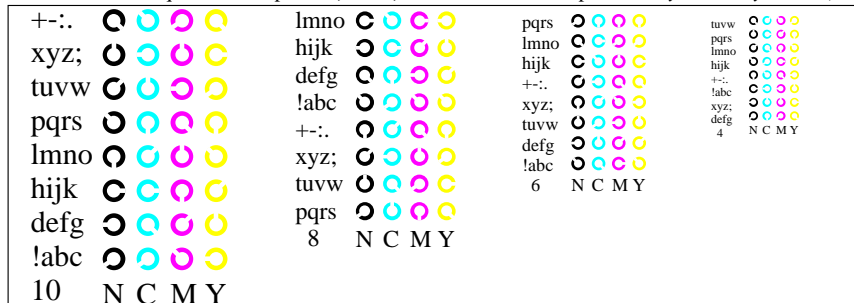 +-:.
xyz;
tuvw
pqrs
lmno
hijk
defg
!abc
10 N C M Y
lmno
hijk
defg
!abc
+-:.
xyz;
tuvw
pqrs
8 N C M Y
pqrs
lmno
hijk
+-:.
xyz;
tuvw
defg
!abc
6 N C M Y
tuvw
pqrs
lmno
hijk
+-:.
!abc
xyz;
defg
4 N C M Y